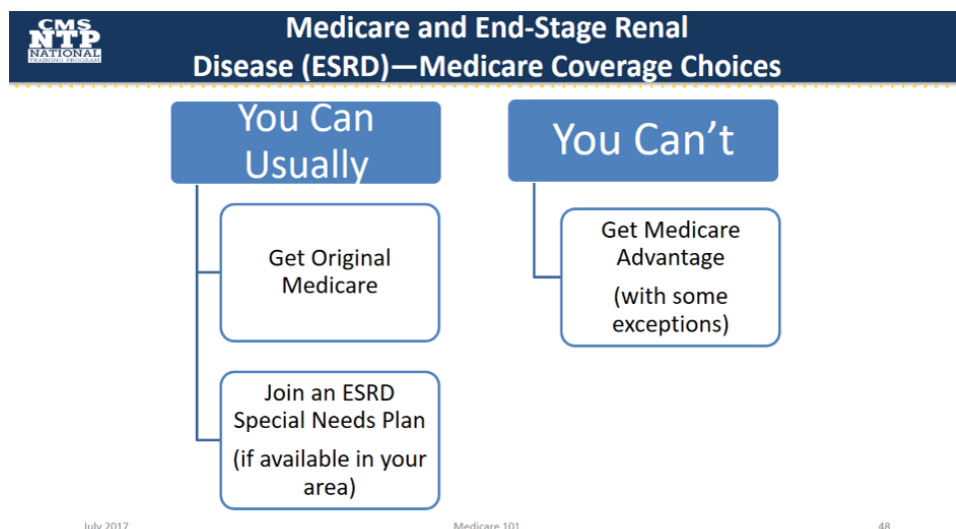 CMS
NTP
NATIONAL
TRAINING PROGRAM
Medicare and End-Stage Renal
Disease (ESRD)—Medicare Coverage Choices
You Can
Usually
Get Original
Medicare
Join an ESRD
Special Needs Plan
(if available in your
area)
You Can’t
Get Medicare
Advantage
(with some
exceptions)
July 2017
Medicare 101
48